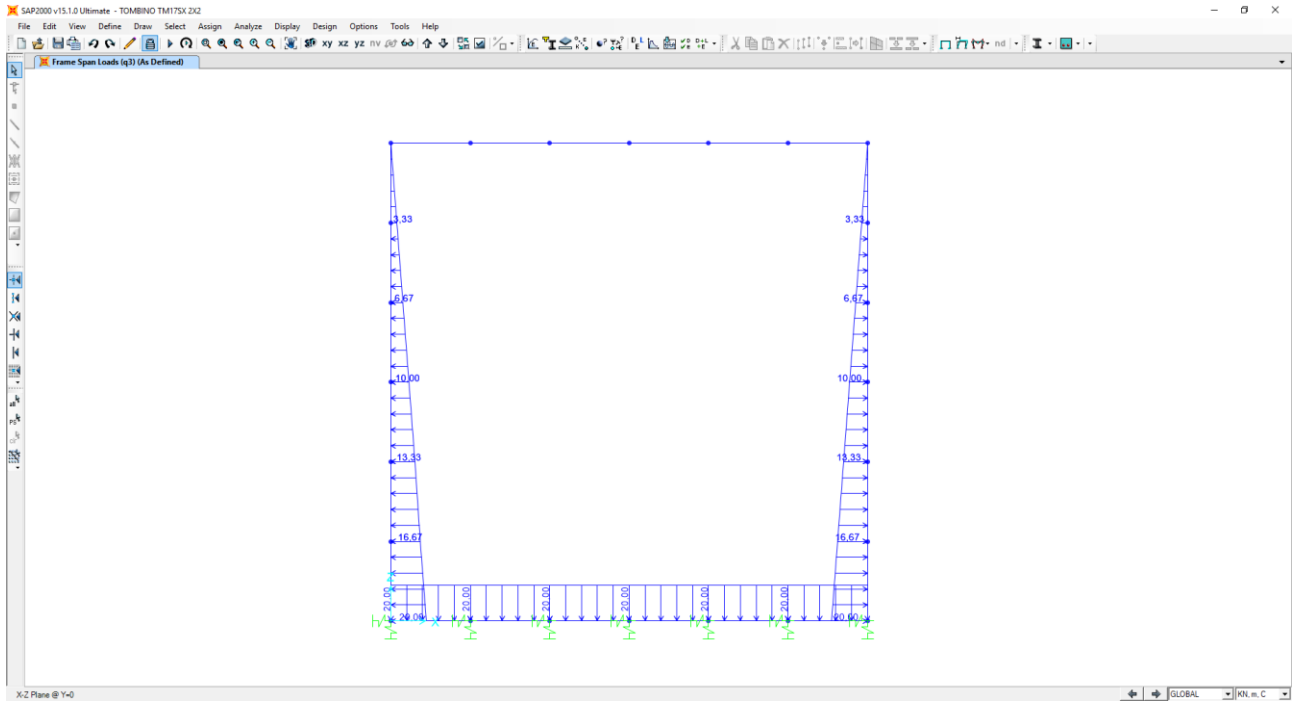 SAP2000 v15.1.0 Ultimate - TOMBINO TM17SX 2X2
File Edit View Define Draw Select Assign Analyze Display Design Options Tools Help
xy xz yz nv nd
Frame Span Loads (q3) (As Defined)
3,33 3,33
6,67 6,67
10,00 10,00
13,33 13,33
16,67 16,67
20,00 20,00 20,00 20,00 20,00 20,00
20,00 20,00
X
X-Z Plane @ Y=0 GLOBAL KN, m, C